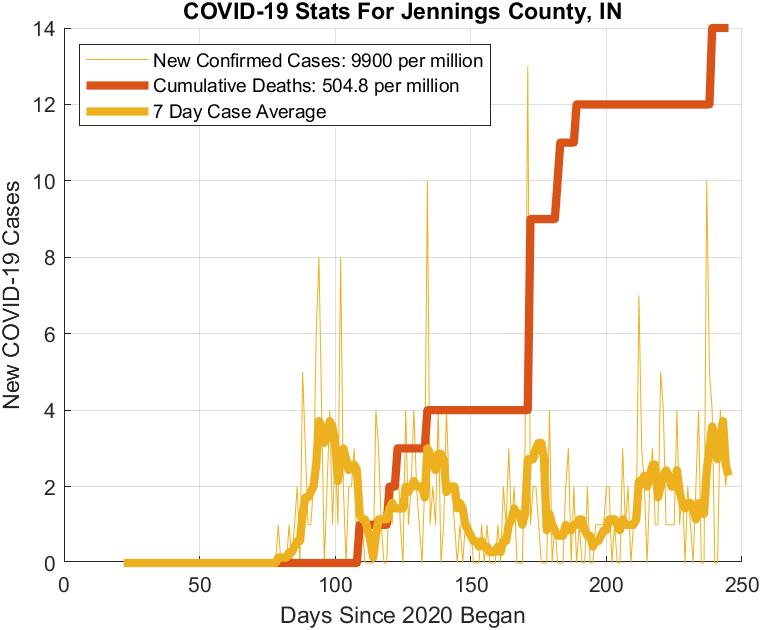 COVID-19 Stats For Jennings County, IN
New Confirmed Cases: 9900 per million
Cumulative Deaths: 504.8 per million
7 Day Case Average
New COVID-19 Cases
14
12
10
8
6
4
2
0
0 50 100 150 200 250
Days Since 2020 Began